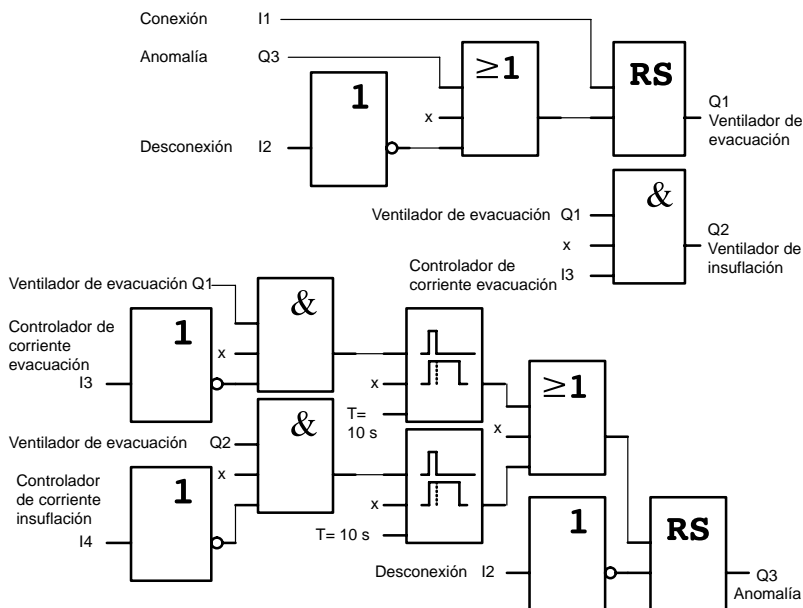 Conexión I1
Anomalía Q3
≥1
RS
1
x
Q1
Ventilador de
evacuación
Desconexión I2
&
Ventilador de evacuación Q1
x
I3
Q2
Ventilador de
insuflación
Controlador de
corriente evacuación
Ventilador de evacuación Q1
&
Controlador de
corriente
evacuación
1
x
I3
x
T=
10 s
≥1
x
Ventilador de evacuación Q2
&
Controlador
de corriente
insuflación
1
x
I4
x
T= 10 s
1
RS
Desconexión I2
Q3
Anomalía